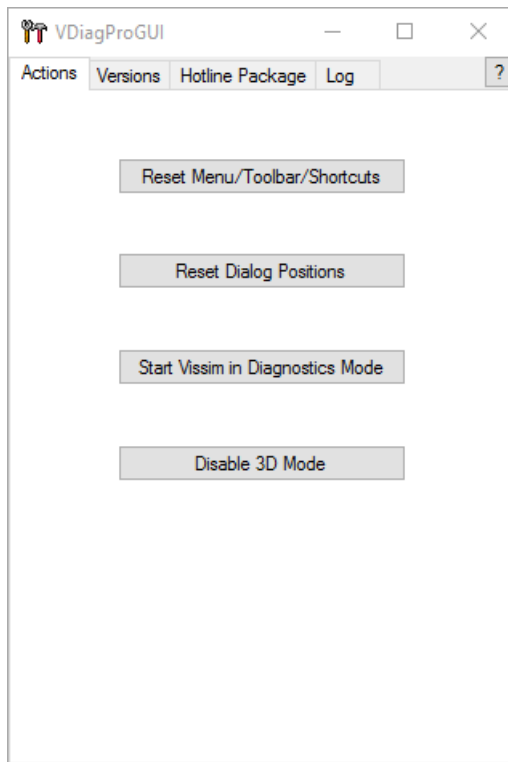 VDiagProGUI
Actions Versions Hotline Package Log ?
Reset Menu/Toolbar/Shortcuts
Reset Dialog Positions
Start Vissim in Diagnostics Mode
Disable 3D Mode